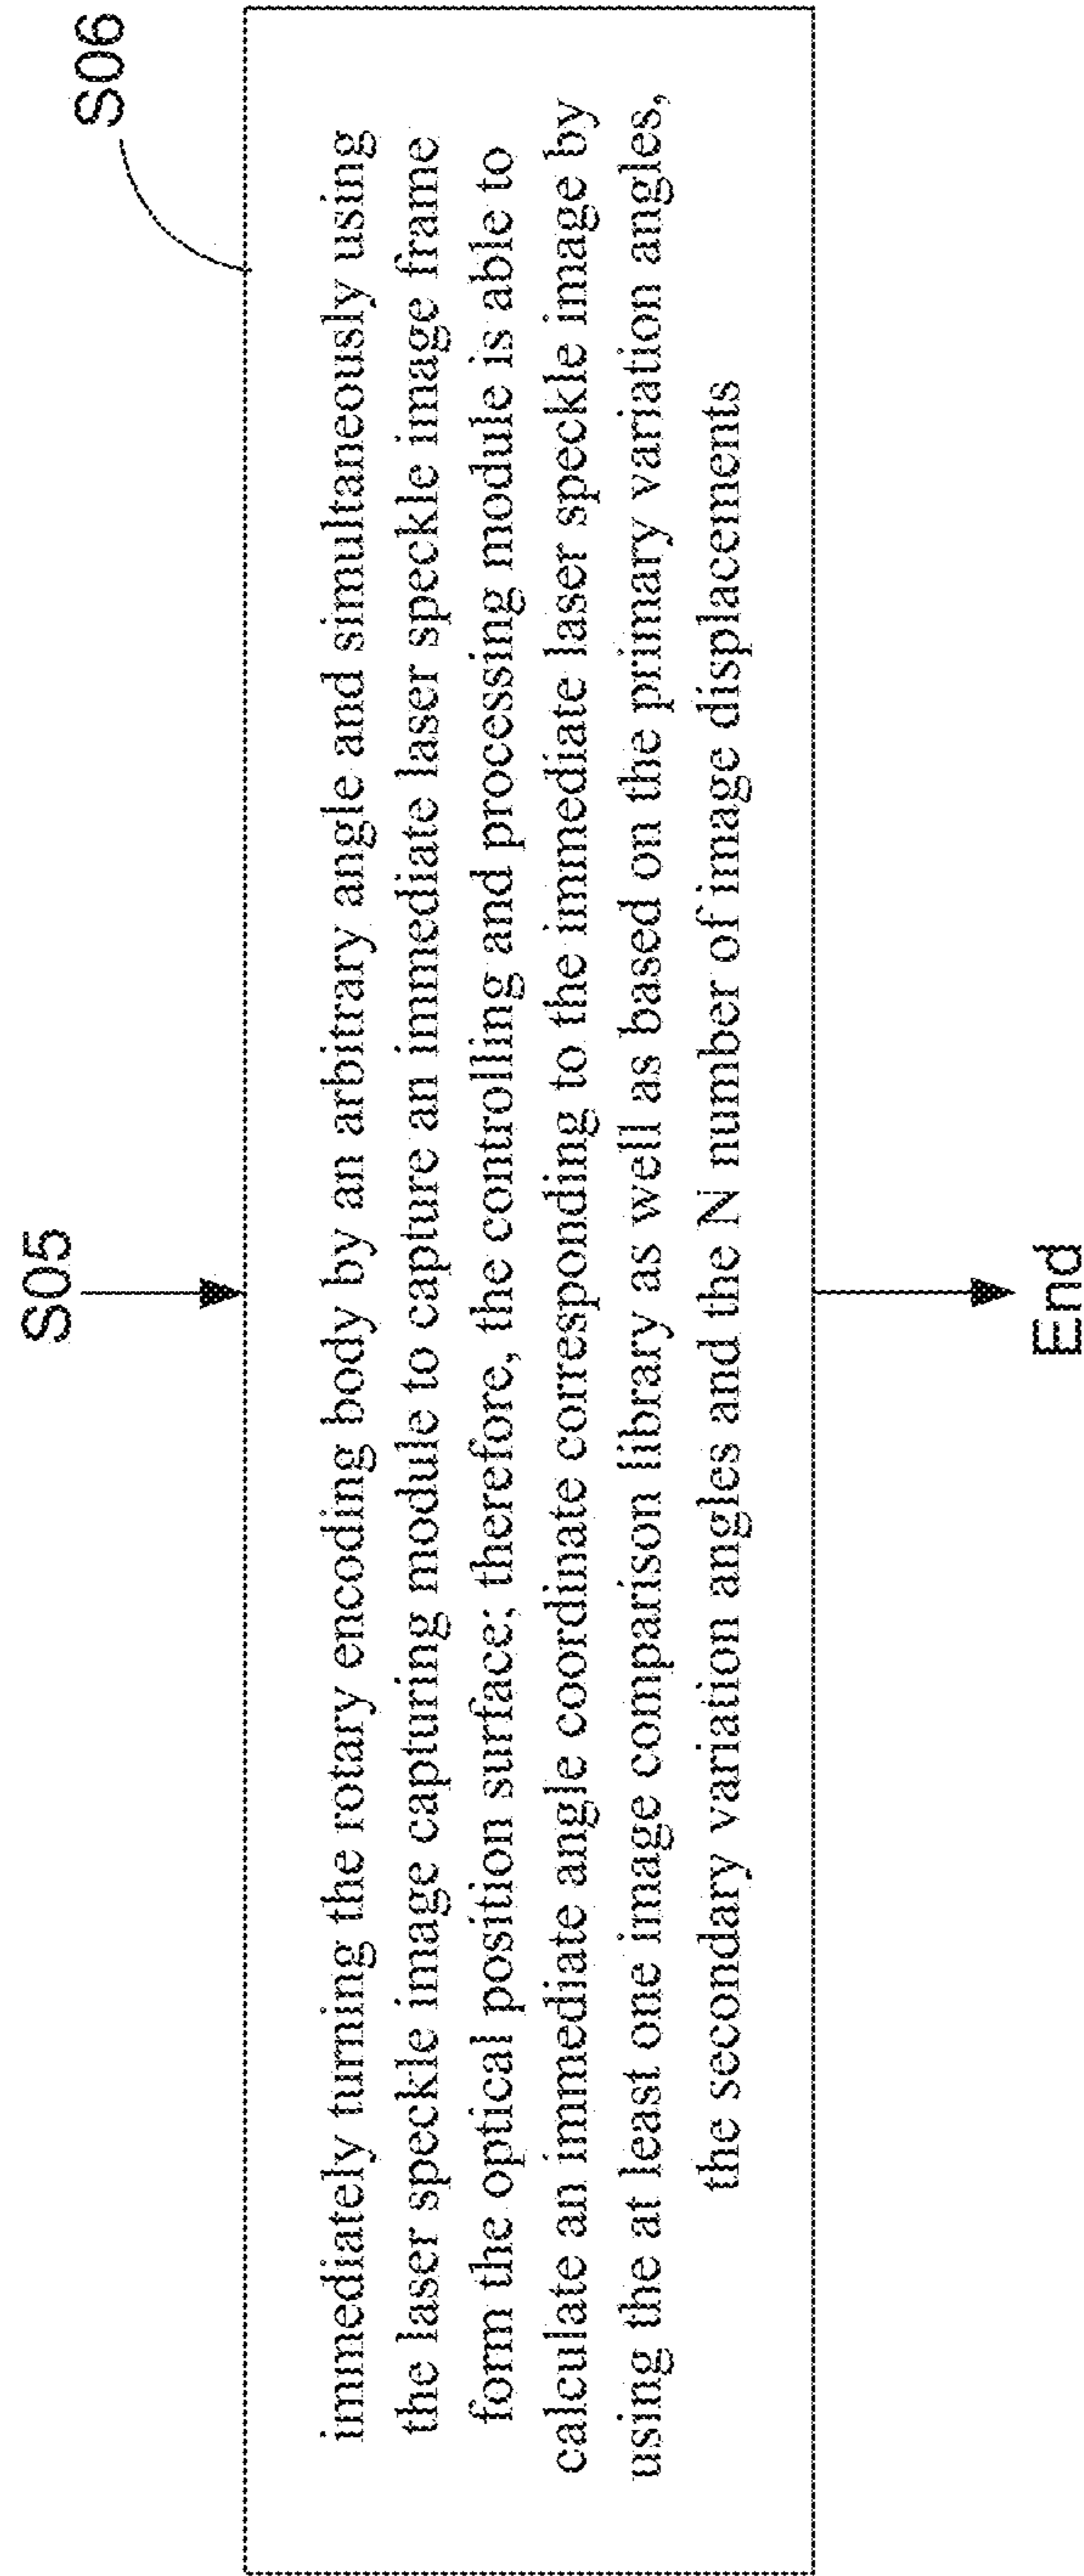 S05
S06
immediately turning the rotary encoding body by an arbitrary angle and simultaneously using
the laser speckle image capturing module to capture an immediate laser speckle image frame
form the optical position surface; therefore, the controlling and processing module is able to
calculate an immediate angle coordinate corresponding to the immediate laser speckle image by
using the at least one image comparison library as well as based on the primary variation angles,
the secondary variation angles and the N number of image displacements
End